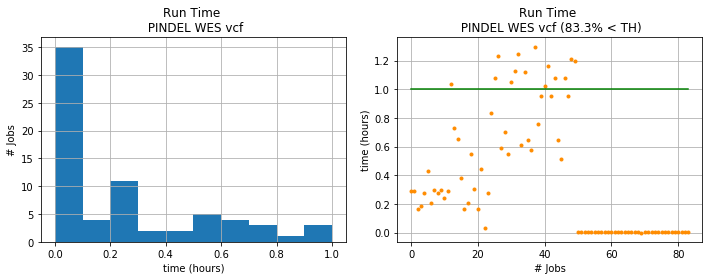 Run Time
PINDEL WES vcf
35
30
25
20
15
10
5
0
# Jobs
0.0 0.2 0.4 0.6 0.8 1.0
time (hours)
Run Time
PINDEL WES vcf (83.3% < TH)
1.2
1.0
0.8
0.6
0.4
0.2
0.0
time (hours)
0 20 40 60 80
# Jobs